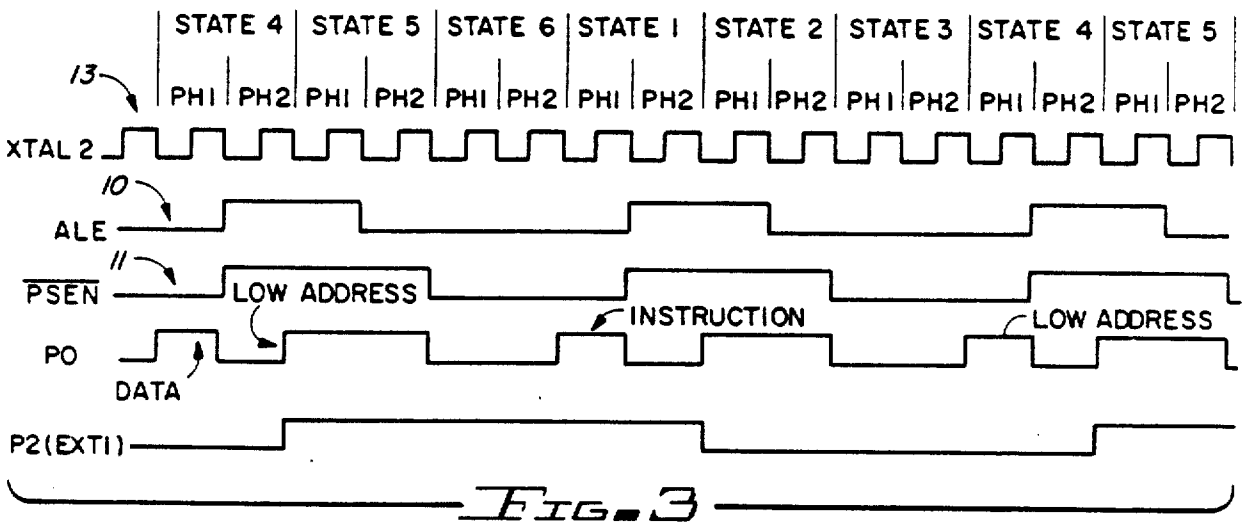 STATE 4 STATE 5 STATE 6 STATE 1 STATE 2 STATE 3 STATE 4 STATE 5
13
PH1 PH2 PH1 PH2 PH1 PH2 PH1 PH2 PH1 PH2 PH1 PH2 PH1 PH2 PH1 PH2
XTAL 2
10
ALE
11
PSEN
LOW ADDRESS
INSTRUCTION
LOW ADDRESS
PO
DATA
P2(EXT1)
FIG. 3